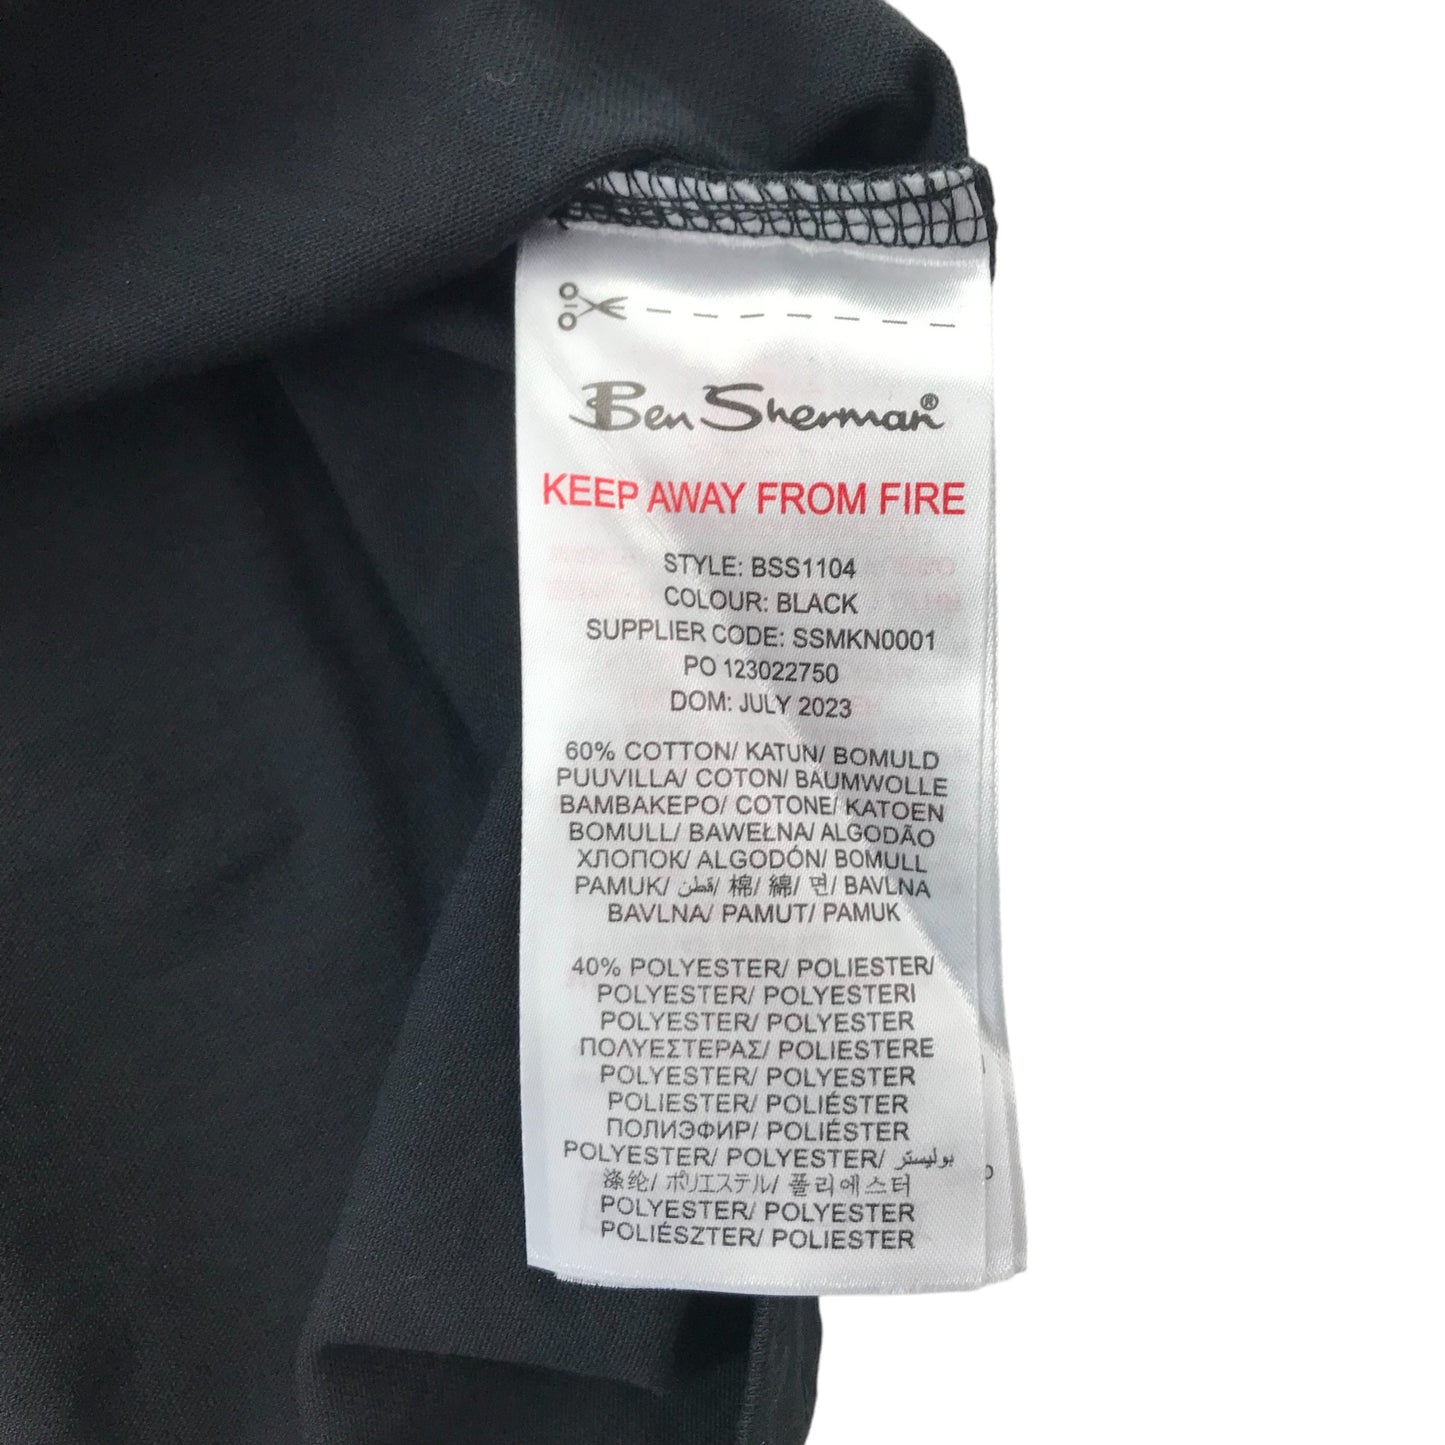 Ben Sherman®
KEEP AWAY FROM FIRE
STYLE: BSS1104
COLOUR: BLACK
SUPPLIER CODE: SSMKN0001
PO 123022750
DOM: JULY 2023
60% COTTON/ KATUN/ BOMULD
PUUVILLA/ COTON/ BAUMWOLLE
BAMBAKEPO/ COTONE/ KATOEN
BOMULL/ BAWEŁNA/ ALGODÃO
ХЛОПОК/ ALGODÓN/ BOMULL
PAMUK/ قطن/ 棉/ 綿/ 면/ BAVLNA
BAVLNA/ PAMUT/ PAMUK
40% POLYESTER/ POLIESTER/
POLYESTER/ POLYESTERI
POLYESTER/ POLYESTER
ΠΟΛΥΕΣΤΕΡΑΣ/ POLIESTERE
POLYESTER/ POLYESTER
POLIESTER/ POLIÉSTER
ПОЛИЭФИР/ POLIÉSTER
POLYESTER/ POLYESTER/ بوليستر
涤纶/ ポリエステル/ 폴리에스터
POLYESTER/ POLYESTER
POLIÉSZTER/ POLIESTER